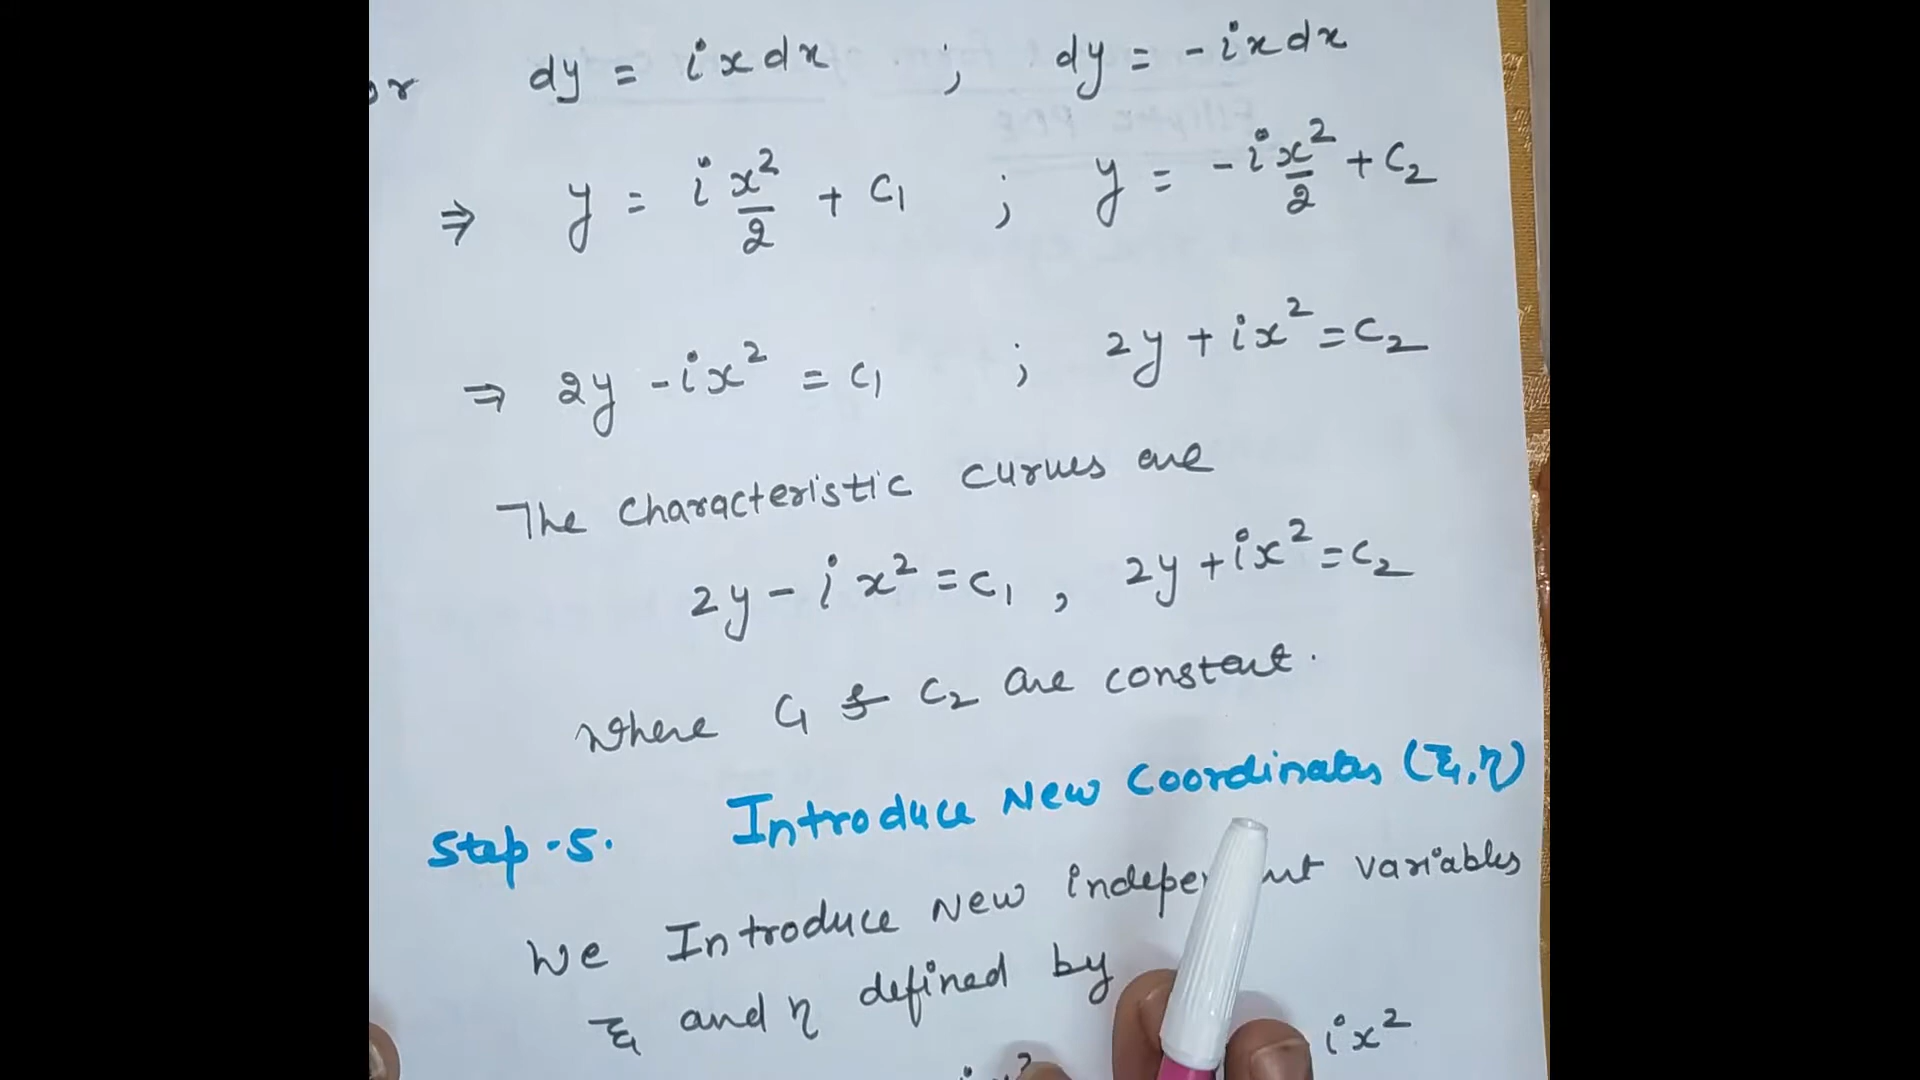 or dy = ixdx ; dy = -ixdx
⇒ y = i x²/2 + C₁ ; y = -i x²/2 + C₂
⇒ 2y - ix² = C₁ ; 2y + ix² = C₂
The characteristic curves are
2y - ix² = C₁ , 2y + ix² = C₂
where C₁ & C₂ are constant.
Step-5. Introduce New Coordinates (ξ, η)
We Introduce New variables
ξ and η defined by
ix²